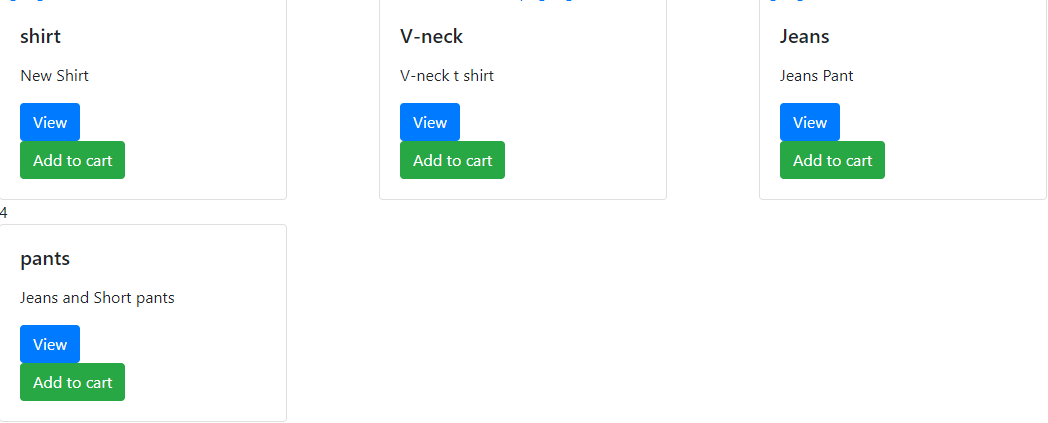 shirt
V-neck
Jeans
New Shirt
V-neck t shirt
Jeans Pant
View
View
View
Add to cart
Add to cart
Add to cart
4
pants
Jeans and Short pants
View
Add to cart